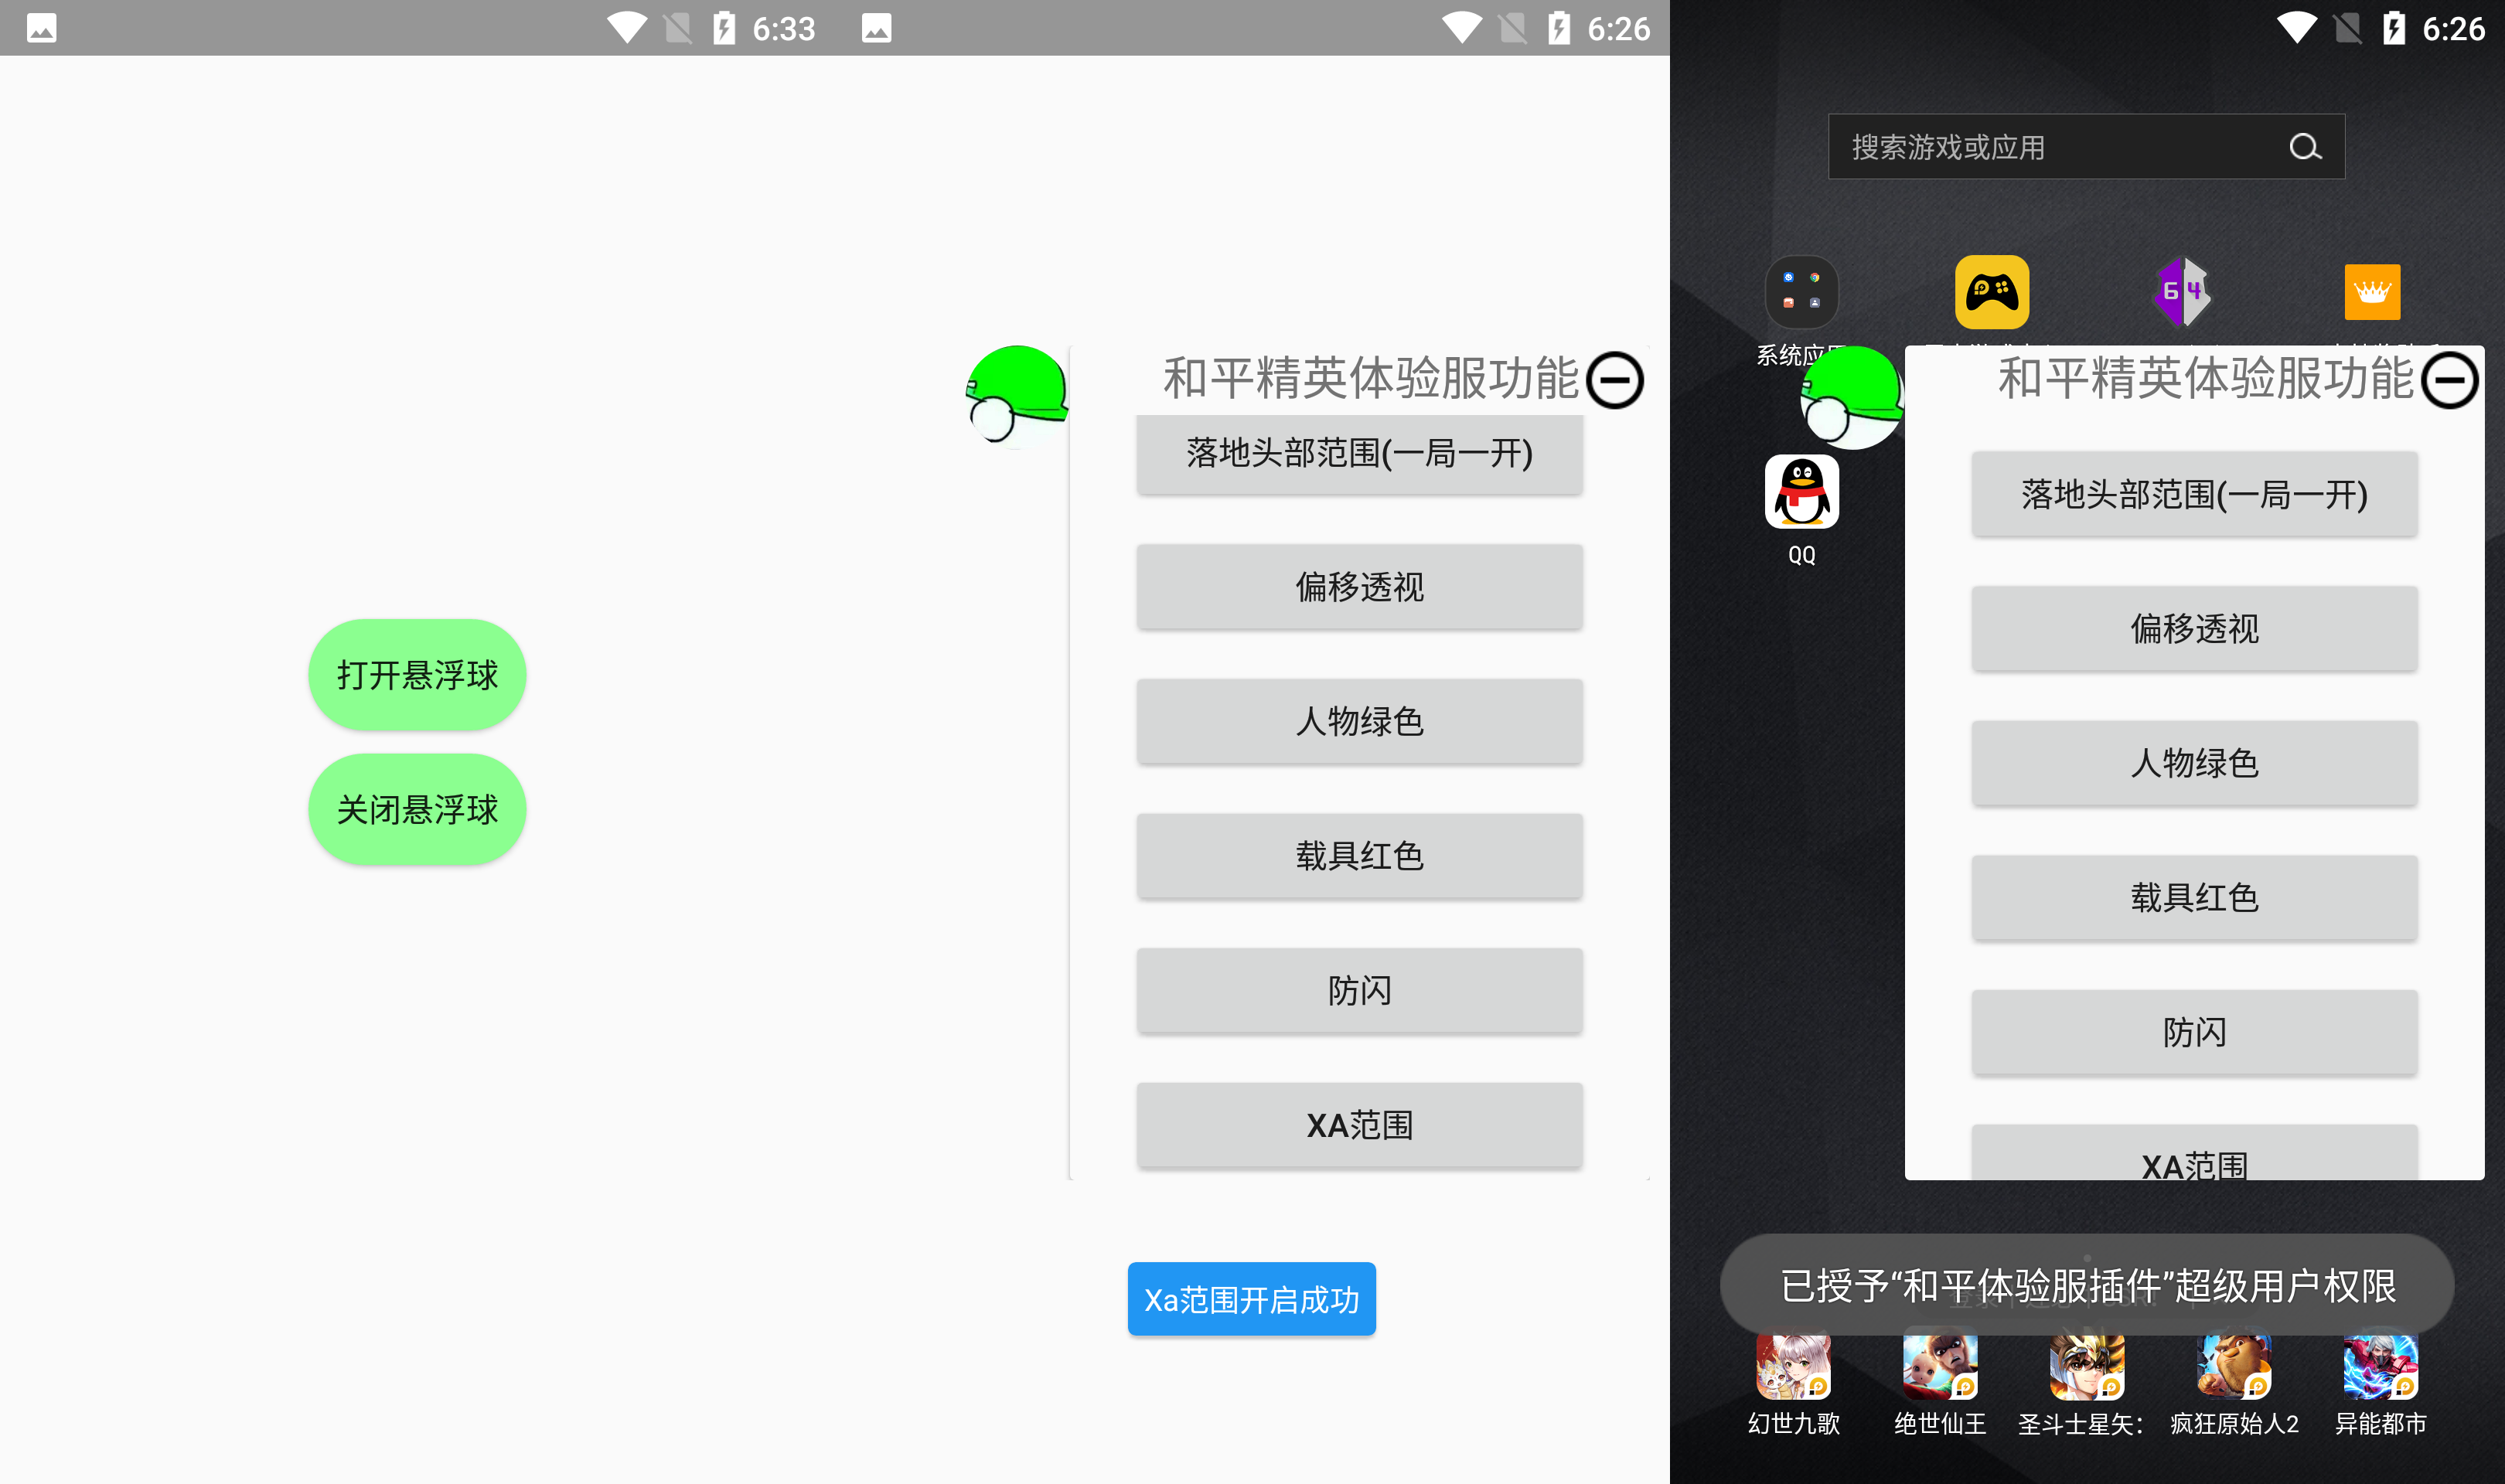 6:33
打开悬浮球
关闭悬浮球
6:26
和平精英体验服功能
落地头部范围(一局一开)
偏移透视
人物绿色
载具红色
防闪
XA范围
Xa范围开启成功
6:26
搜索游戏或应用
64
系统应用
和平精英体验服功能
QQ
落地头部范围(一局一开)
偏移透视
人物绿色
载具红色
防闪
XA范围
已授予“和平体验服插件”超级用户权限
幻世九歌
绝世仙王
圣斗士星矢：
疯狂原始人2
异能都市